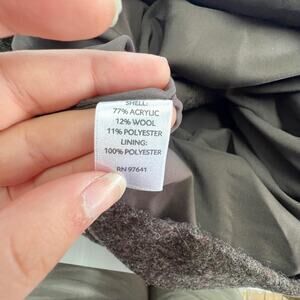 SHELL:
77% ACRYLIC
12% WOOL
11% POLYESTER
LINING:
100% POLYESTER
RN 97641